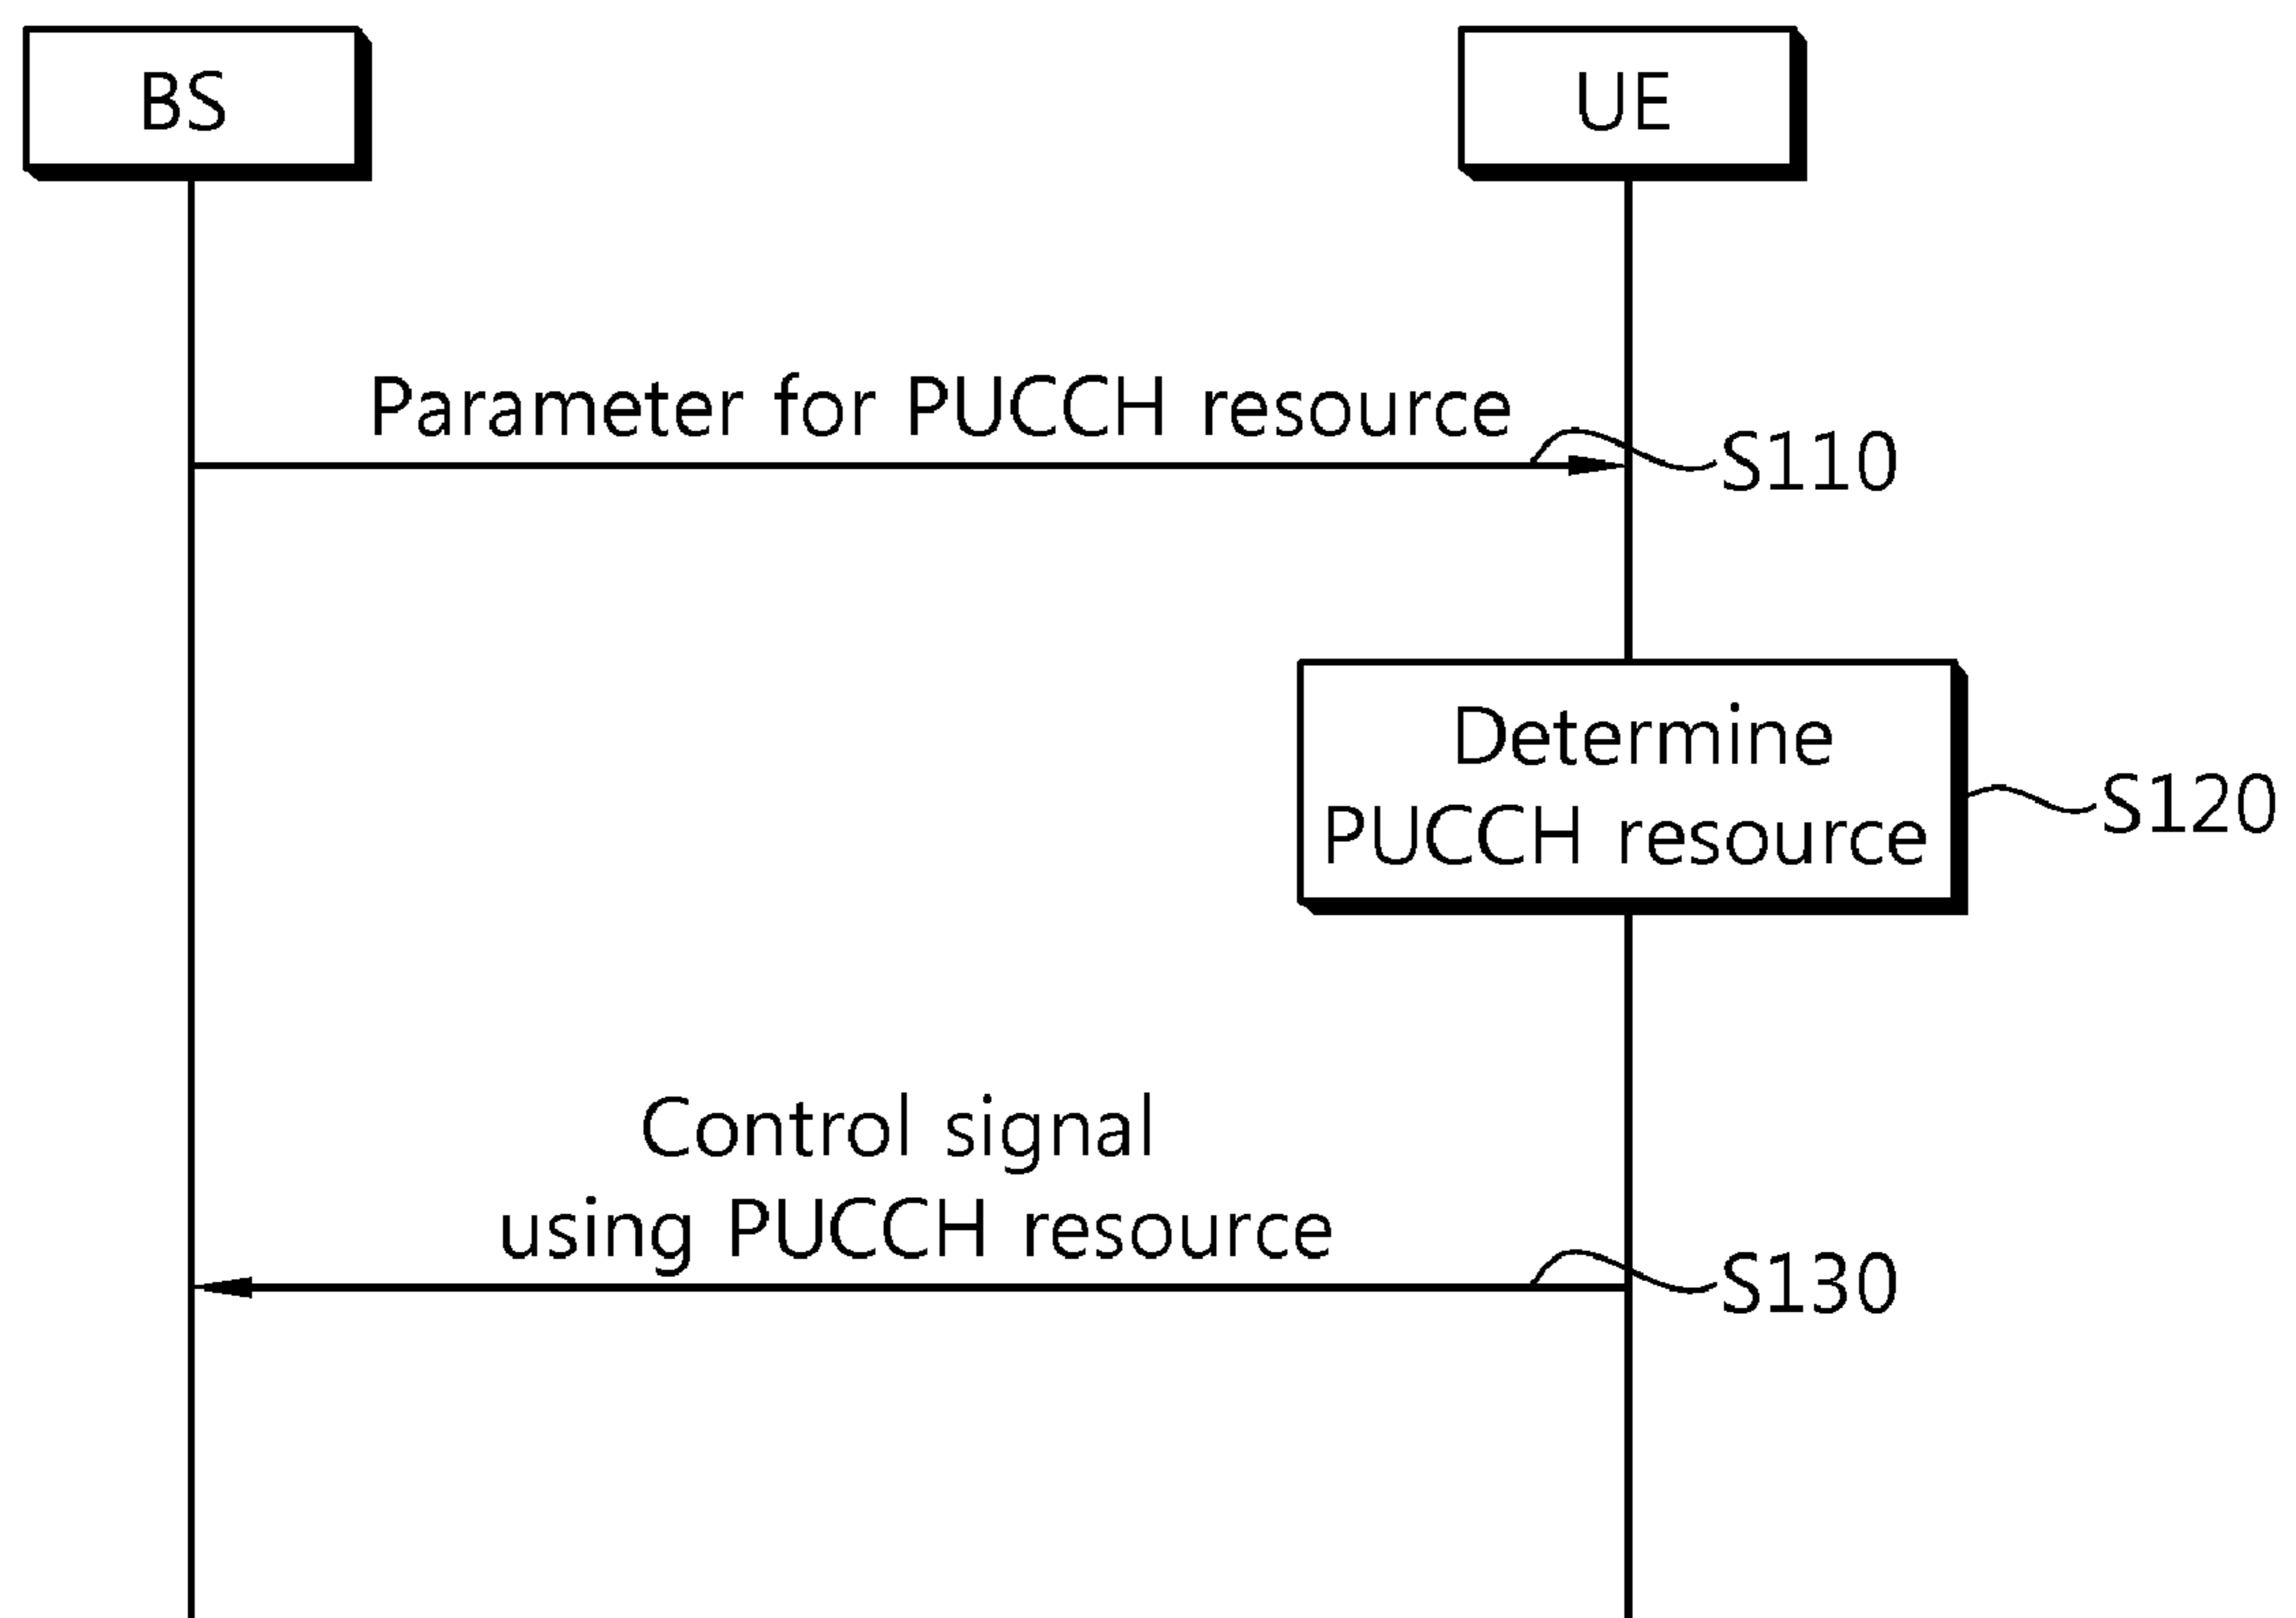 BS
UE
Parameter for PUCCH resource
S110
Determine
PUCCH resource
S120
Control signal
using PUCCH resource
S130